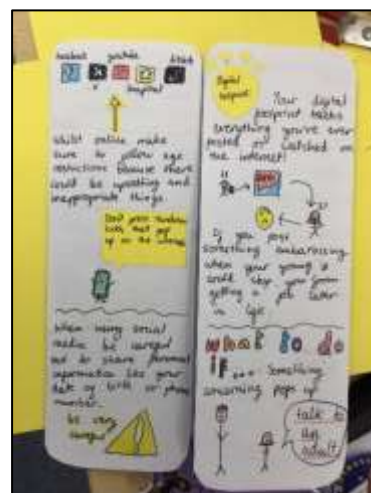 facebook youtube tiktok
X snapchat
Whilst online make
sure to follow age
restrictions because there
could be upsetting and
inappropriate things.
Don't press random
links that pop
up on the internet
When using social
media be careful
not to share personal
information like your
date of birth or phone
number.
be very
careful
Digital
footprint
Your digital
footprint tracks
everything you've ever
posted or watched on
the internet!
If you post
something embarrassing
when your young it
could stop you from
getting a job later
in life
what to do
if... something
concerning pops up
talk to
an
adult